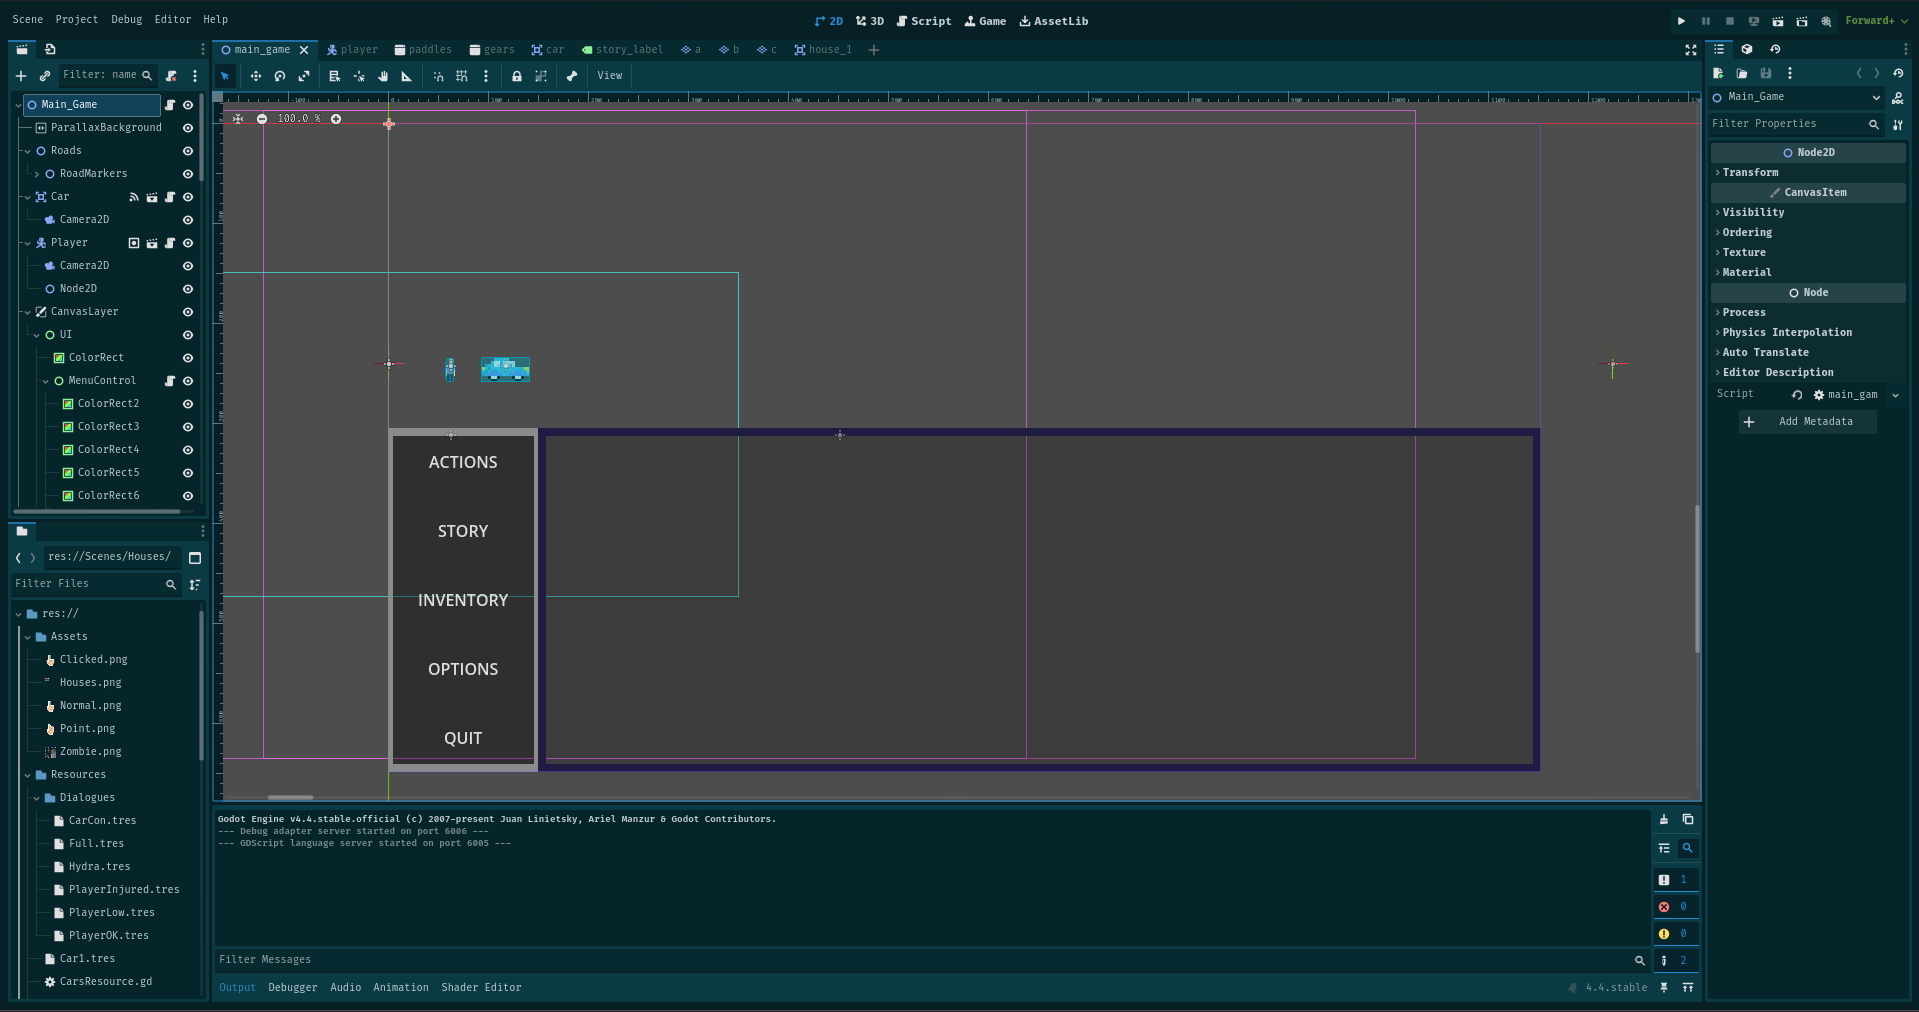 Scene Project Debug Editor Help
2D 3D Script Game AssetLib
Forward+
main_game player paddles gears car story_label a b c house_1
Filter: name
View
Main_Game
ParallaxBackground
Roads
RoadMarkers
Car
Camera2D
Player
Camera2D
Node2D
CanvasLayer
UI
ColorRect
MenuControl
ColorRect2
ColorRect3
ColorRect4
ColorRect5
ColorRect6
res://Scenes/Houses/
Filter Files
res://
Assets
Clicked.png
Houses.png
Normal.png
Point.png
Zombie.png
Resources
Dialogues
CarCon.tres
Full.tres
Hydra.tres
PlayerInjured.tres
PlayerLow.tres
PlayerOK.tres
Car1.tres
CarsResource.gd
100.0 %
ACTIONS
STORY
INVENTORY
OPTIONS
QUIT
Godot Engine v4.4.stable.official (c) 2007-present Juan Linietsky, Ariel Manzur & Godot Contributors.
--- Debug adapter server started on port 6006 ---
--- GDScript language server started on port 6005 ---
1
0
0
2
Filter Messages
Output Debugger Audio Animation Shader Editor
4.4.stable
Main_Game
Filter Properties
Node2D
Transform
CanvasItem
Visibility
Ordering
Texture
Material
Node
Process
Physics Interpolation
Auto Translate
Editor Description
Script main_gam
Add Metadata